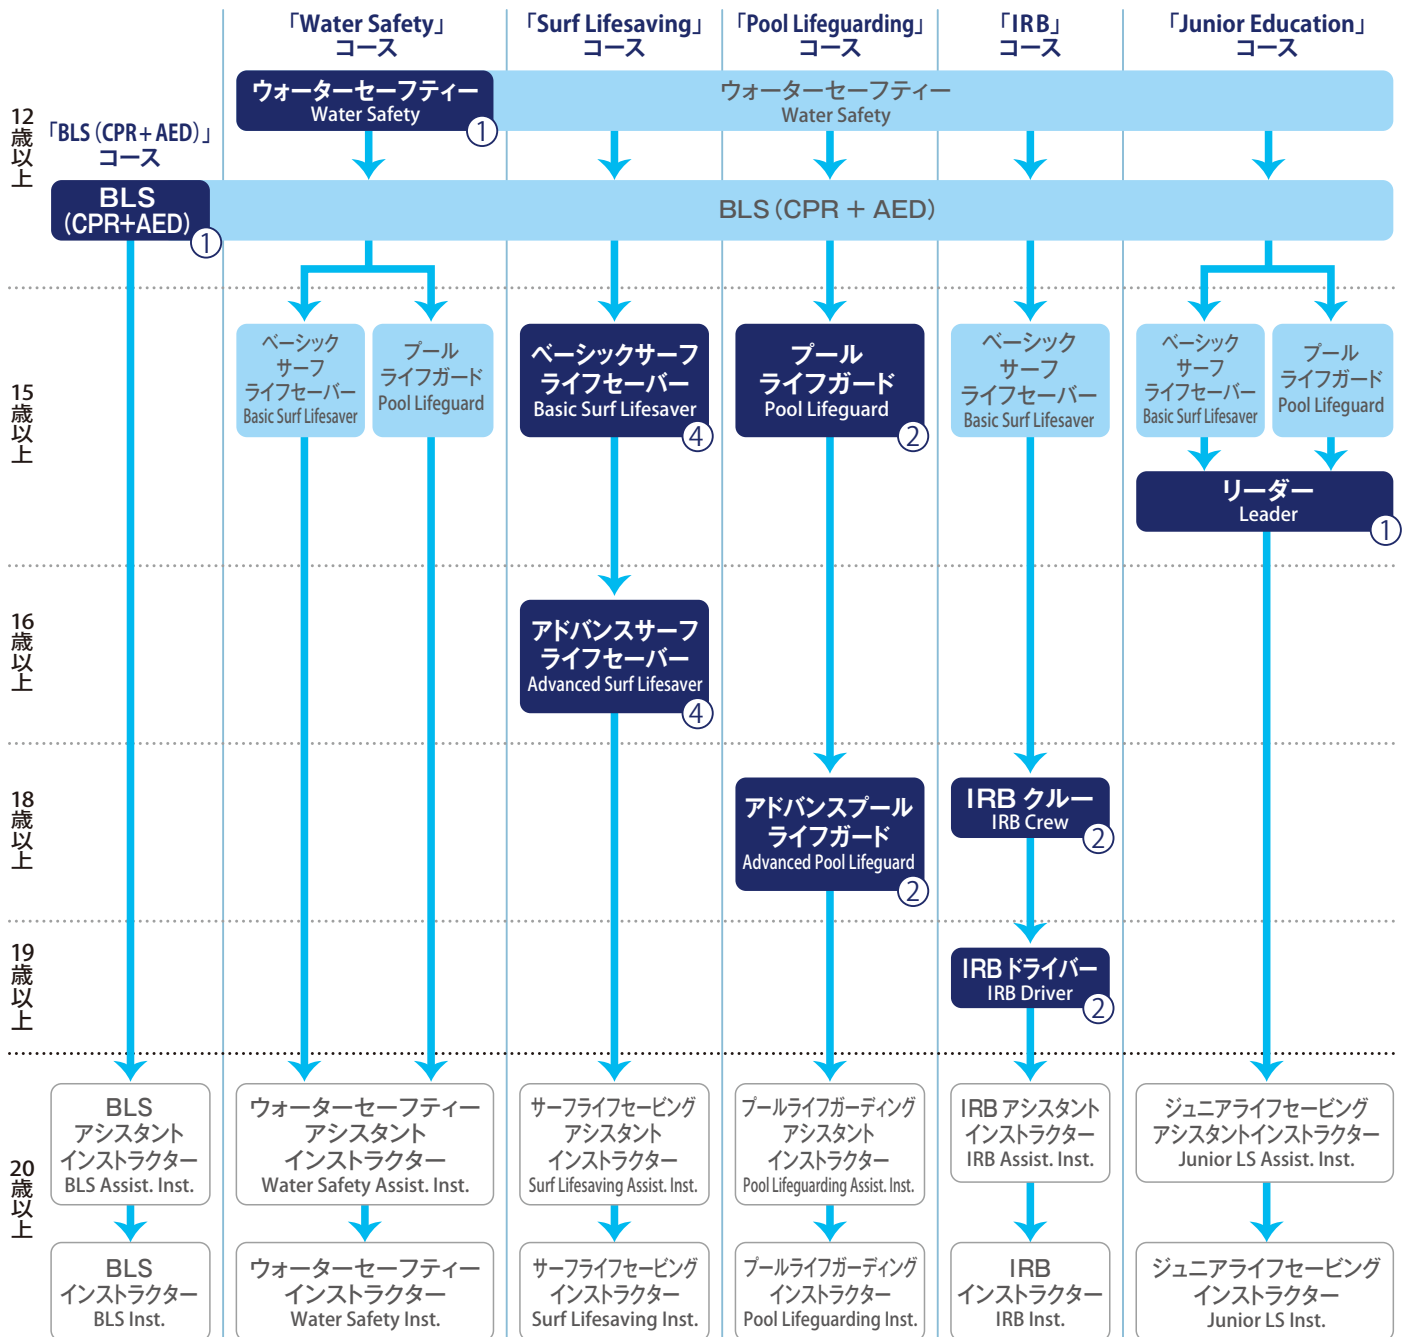 「Water Safety」
コース
「Surf Lifesaving」
コース
「Pool Lifeguarding」
コース
「IRB」
コース
「Junior Education」
コース
12歳以上
「BLS（CPR+AED）」
コース
ウォーターセーフティー
Water Safety
①
ウォーターセーフティー
Water Safety
BLS
(CPR+AED)
①
BLS（CPR + AED）
15歳以上
ベーシック
サーフ
ライフセーバー
Basic Surf Lifesaver
プール
ライフガード
Pool Lifeguard
ベーシックサーフ
ライフセーバー
Basic Surf Lifesaver
④
プール
ライフガード
Pool Lifeguard
②
ベーシック
サーフ
ライフセーバー
Basic Surf Lifesaver
ベーシック
サーフ
ライフセーバー
Basic Surf Lifesaver
プール
ライフガード
Pool Lifeguard
リーダー
Leader
①
16歳以上
アドバンスサーフ
ライフセーバー
Advanced Surf Lifesaver
④
18歳以上
アドバンスプール
ライフガード
Advanced Pool Lifeguard
②
IRB クルー
IRB Crew
②
19歳以上
IRBドライバー
IRB Driver
②
20歳以上
BLS
アシスタント
インストラクター
BLS Assist. Inst.
ウォーターセーフティー
アシスタント
インストラクター
Water Safety Assist. Inst.
サーフライフセービング
アシスタント
インストラクター
Surf Lifesaving Assist. Inst.
プールライフガーディング
アシスタント
インストラクター
Pool Lifeguarding Assist. Inst.
IRB アシスタント
インストラクター
IRB Assist. Inst.
ジュニアライフセービング
アシスタントインストラクター
Junior LS Assist. Inst.
BLS
インストラクター
BLS Inst.
ウォーターセーフティー
インストラクター
Water Safety Inst.
サーフライフセービング
インストラクター
Surf Lifesaving Inst.
プールライフガーディング
インストラクター
Pool Lifeguarding Inst.
IRB
インストラクター
IRB Inst.
ジュニアライフセービング
インストラクター
Junior LS Inst.